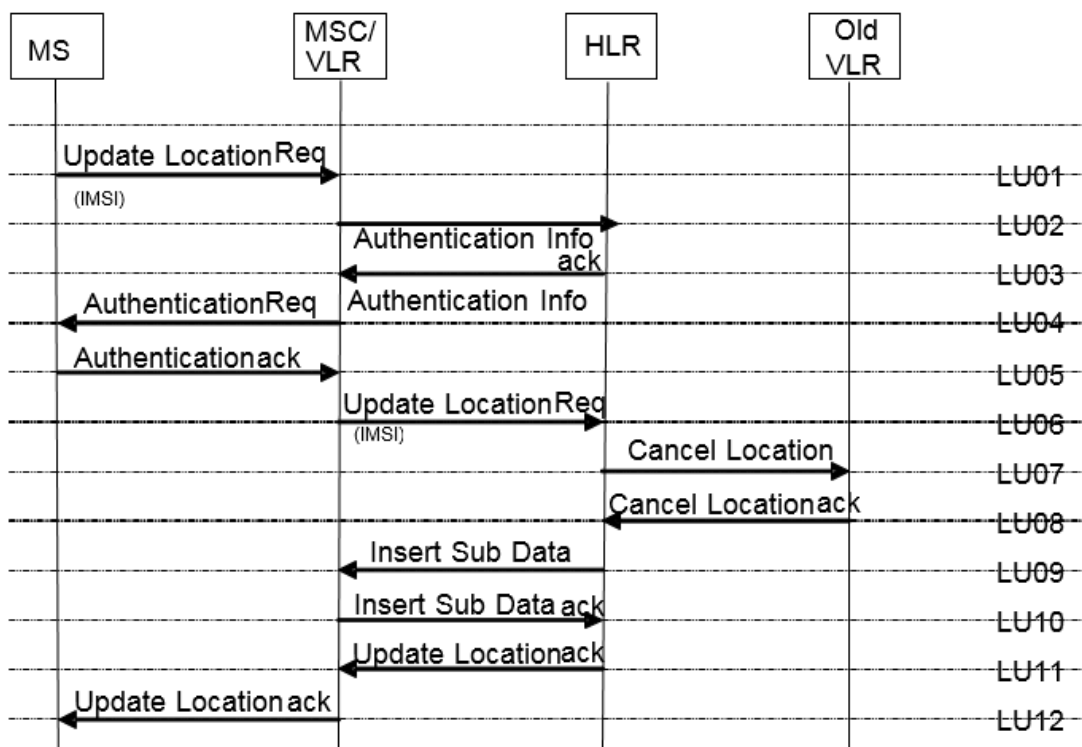 MS
MSC/
VLR
HLR
Old
VLR
Update LocationReq
(IMSI)
LU01
LU02
Authentication Info
ack
LU03
AuthenticationReq
Authentication Info
LU04
Authenticationack
LU05
Update LocationReq
(IMSI)
LU06
Cancel Location
LU07
Cancel Locationack
LU08
Insert Sub Data
LU09
Insert Sub Data ack
LU10
Update Locationack
LU11
Update Location ack
LU12